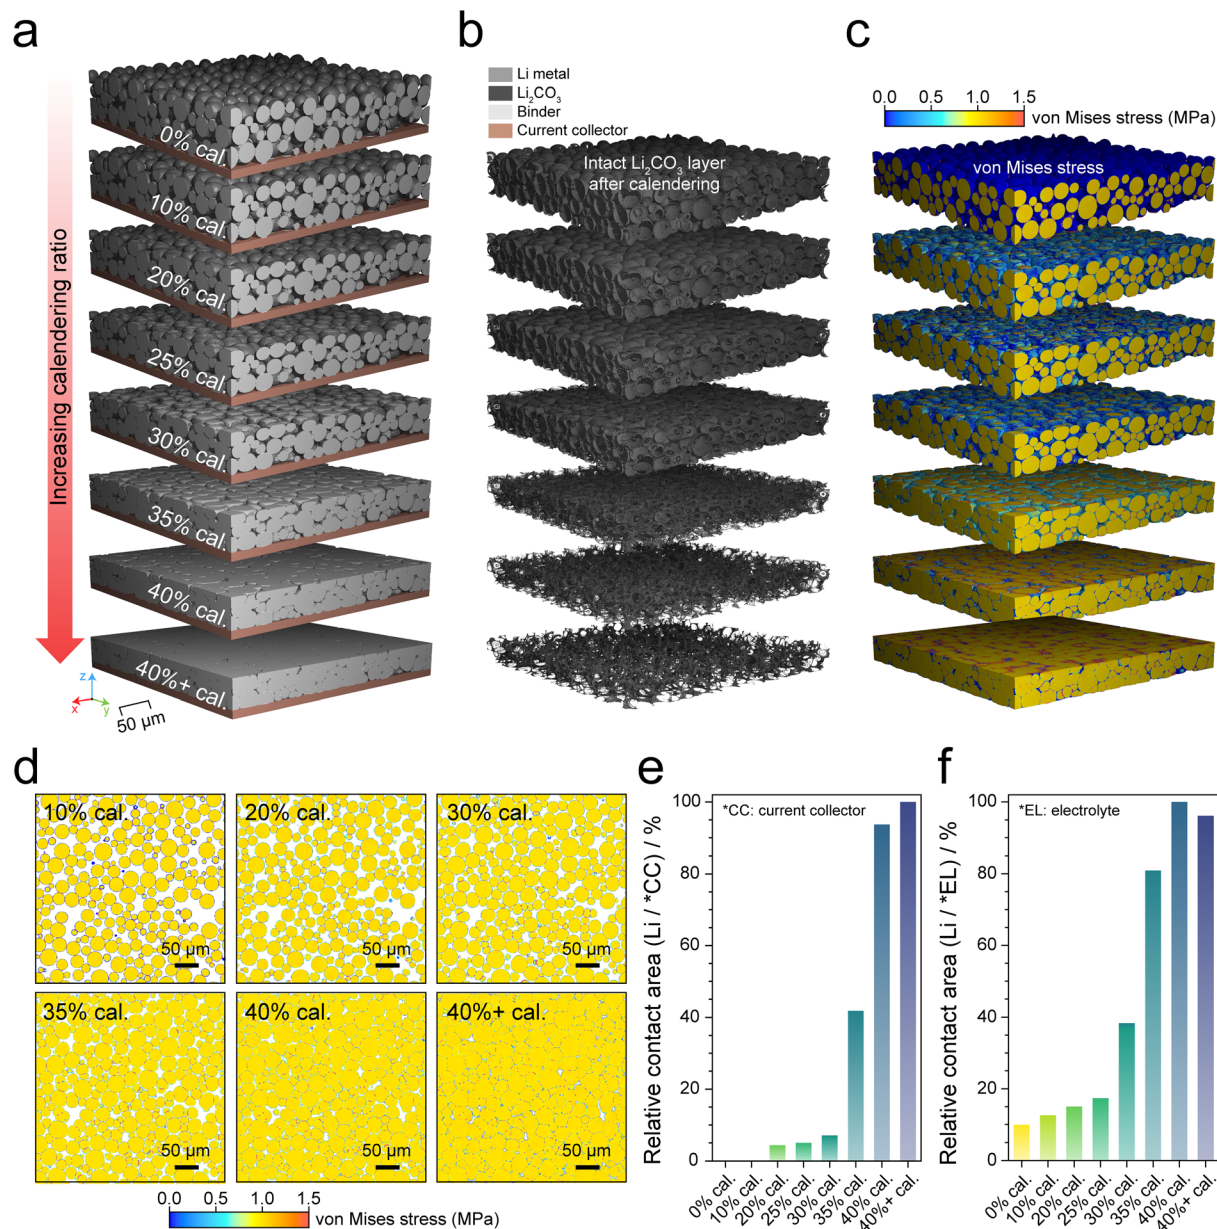 a
Increasing calendering ratio
0% cal.
10% cal.
20% cal.
25% cal.
30% cal.
35% cal.
40% cal.
40%+ cal.
z
x
y
50 µm
b
Li metal
Li₂CO₃
Binder
Current collector
Intact Li₂CO₃ layer
after calendering
c
0.0 0.5 1.0 1.5
von Mises stress (MPa)
von Mises stress
d
10% cal.
50 µm
20% cal.
50 µm
30% cal.
50 µm
35% cal.
50 µm
40% cal.
50 µm
40%+ cal.
50 µm
0.0 0.5 1.0 1.5
von Mises stress (MPa)
e
Relative contact area (Li / *CC) / %
100
80
60
40
20
0
*CC: current collector
0% cal.
10% cal.
20% cal.
25% cal.
30% cal.
35% cal.
40% cal.
40%+ cal.
f
Relative contact area (Li / *EL) / %
100
80
60
40
20
0
*EL: electrolyte
0% cal.
10% cal.
20% cal.
25% cal.
30% cal.
35% cal.
40% cal.
40%+ cal.